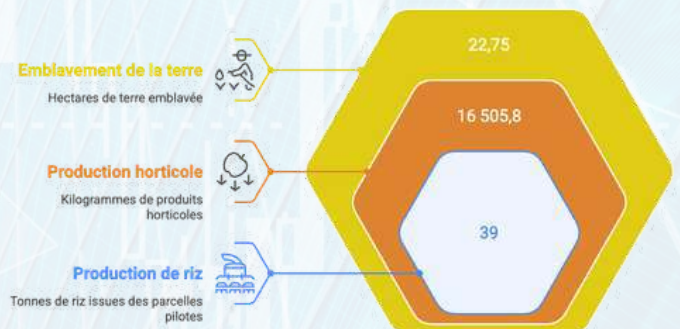 Emblavement de la terre
Hectares de terre emblavée
22,75
Production horticole
Kilogrammes de produits
horticoles
16 505,8
Production de riz
Tonnes de riz issues des parcelles
pilotes
39